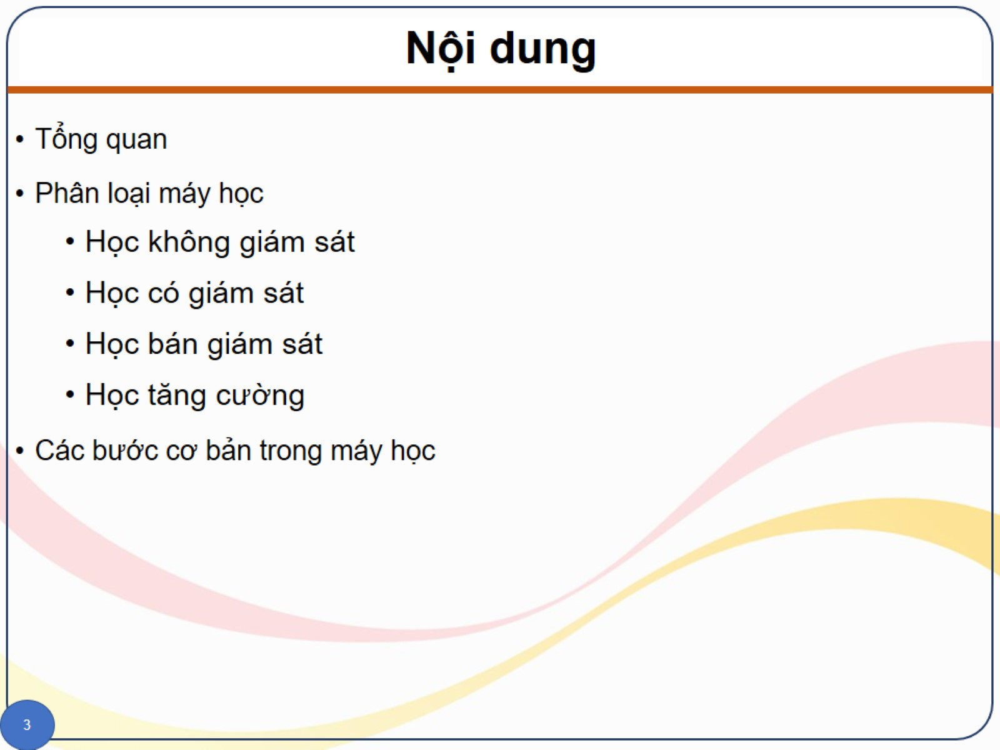 Nội dung
• Tổng quan
• Phân loại máy học
• Học không giám sát
• Học có giám sát
• Học bán giám sát
• Học tăng cường
• Các bước cơ bản trong máy học
3